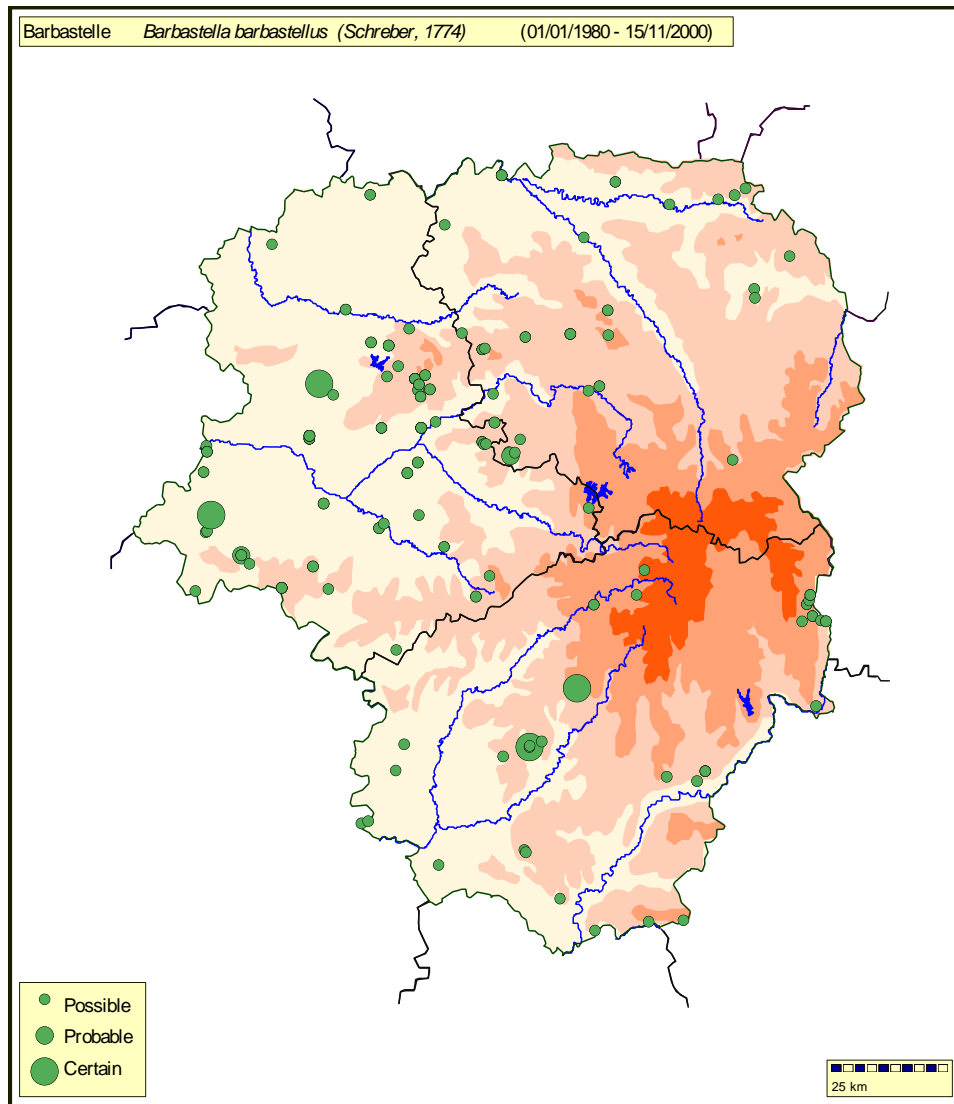 Barbastelle Barbastella barbastellus (Schreber, 1774) (01/01/1980 - 15/11/2000)
Possible
Probable
Certain
25 km